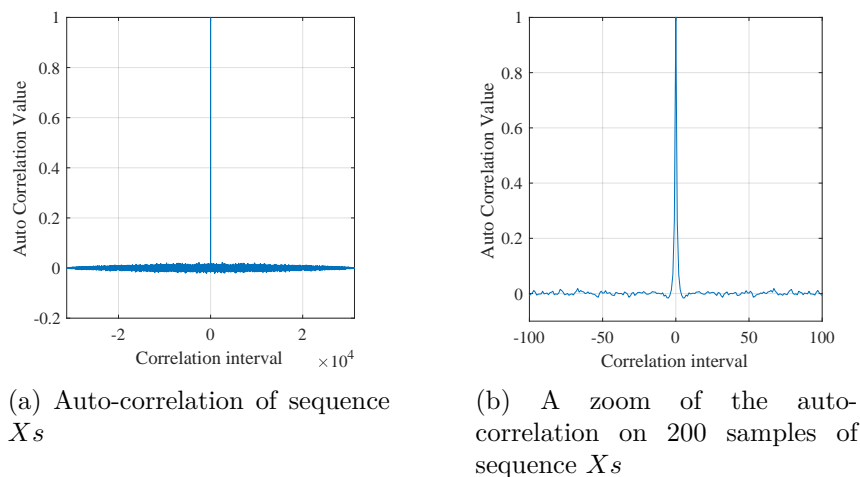 1
0.8
0.6
0.4
0.2
0
-0.2
Auto Correlation Value
-2
0
2
×10^4
Correlation interval
1
0.8
0.6
0.4
0.2
0
Auto Correlation Value
-100
-50
0
50
100
Correlation interval
(a) Auto-correlation of sequence
Xs
(b) A zoom of the auto-
correlation on 200 samples of
sequence Xs